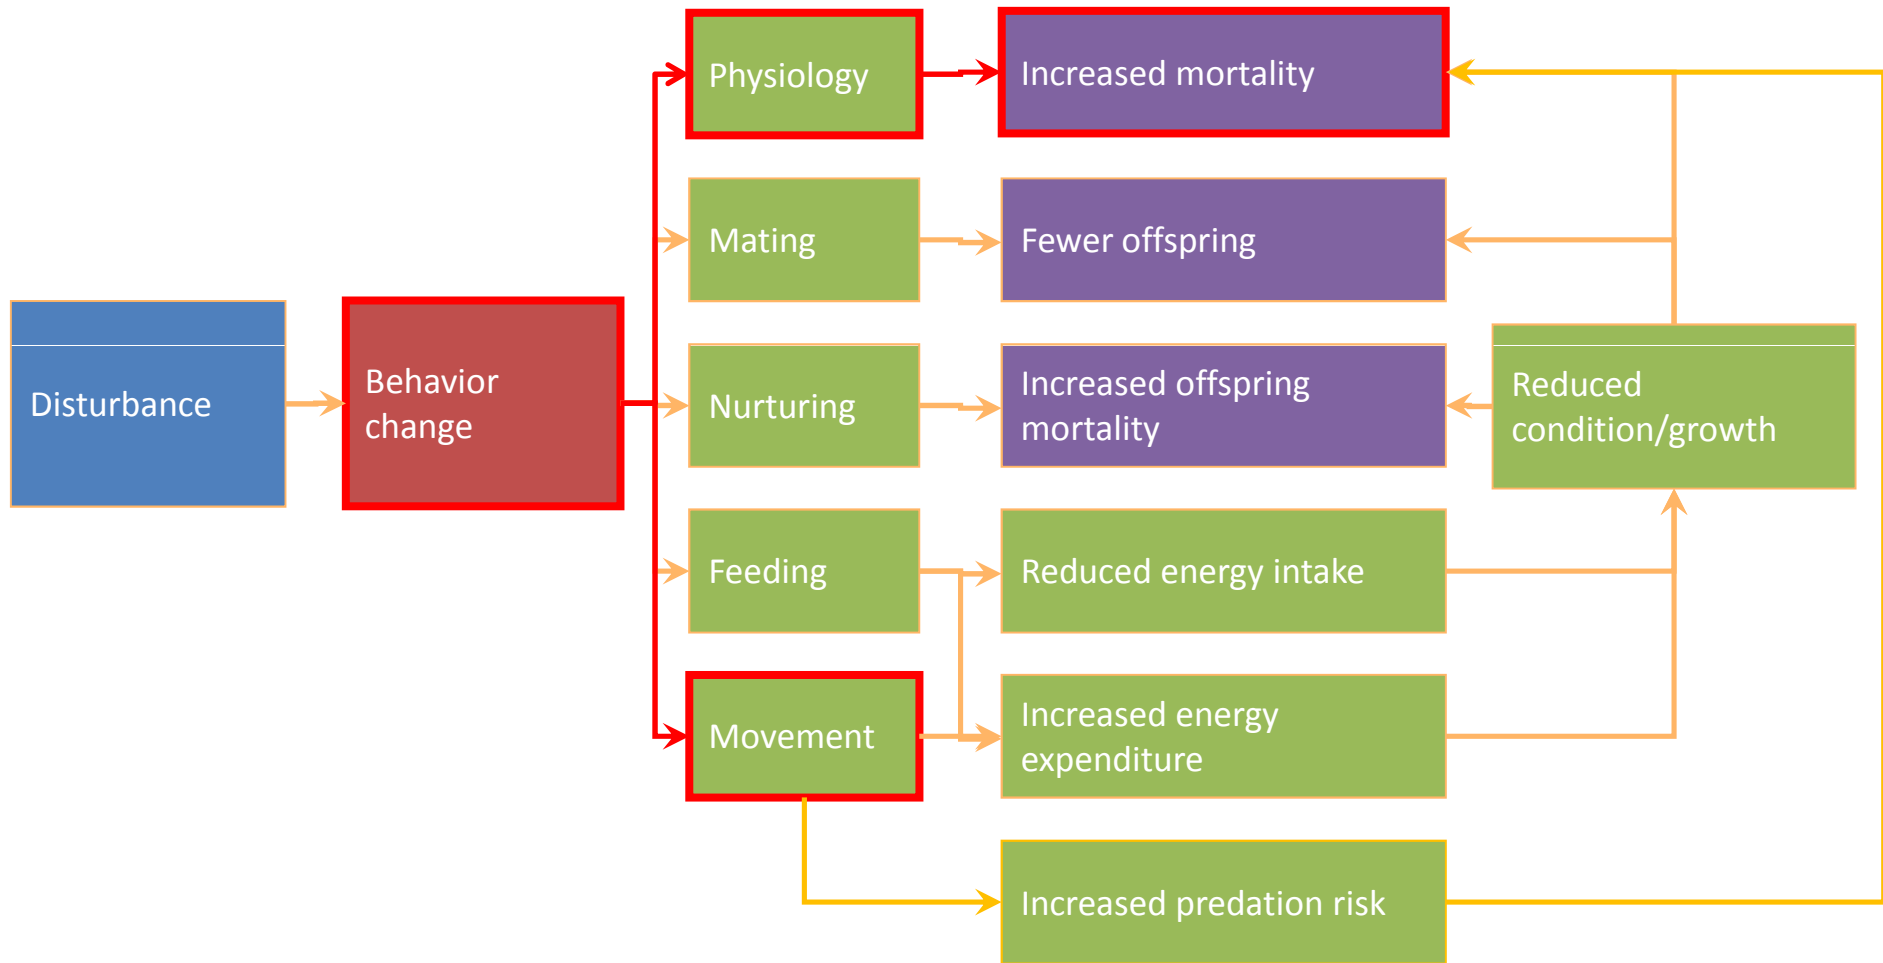 Physiology
Increased mortality
Mating
Fewer offspring
Disturbance
Behavior
change
Nurturing
Increased offspring
mortality
Reduced
condition/growth
Feeding
Reduced energy intake
Movement
Increased energy
expenditure
Increased predation risk